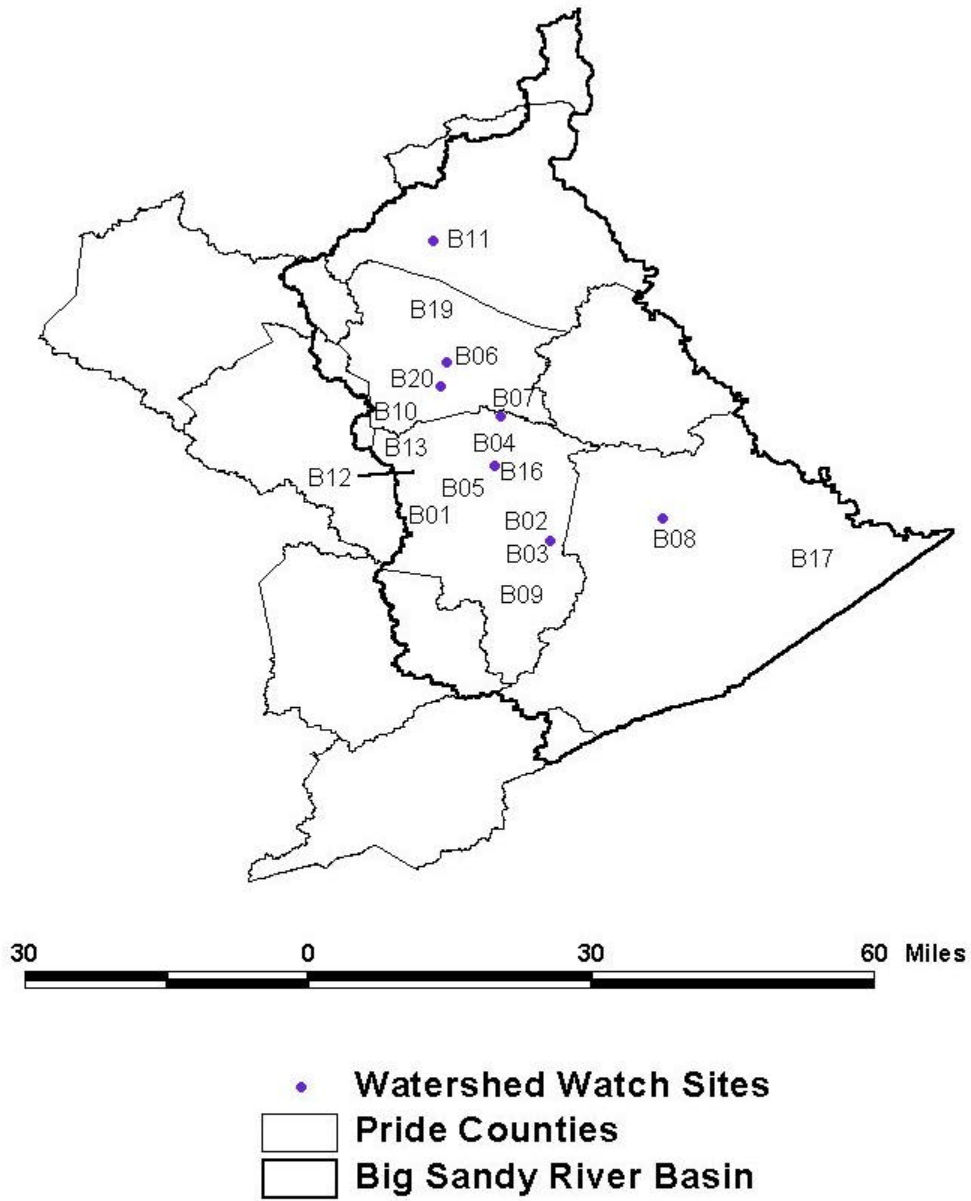 B11
B19
B06
B20
B07
B10
B04
B13
B16
B12
B05
B01
B02
B08
B03
B17
B09
30 0 30 60 Miles
Watershed Watch Sites
Pride Counties
Big Sandy River Basin